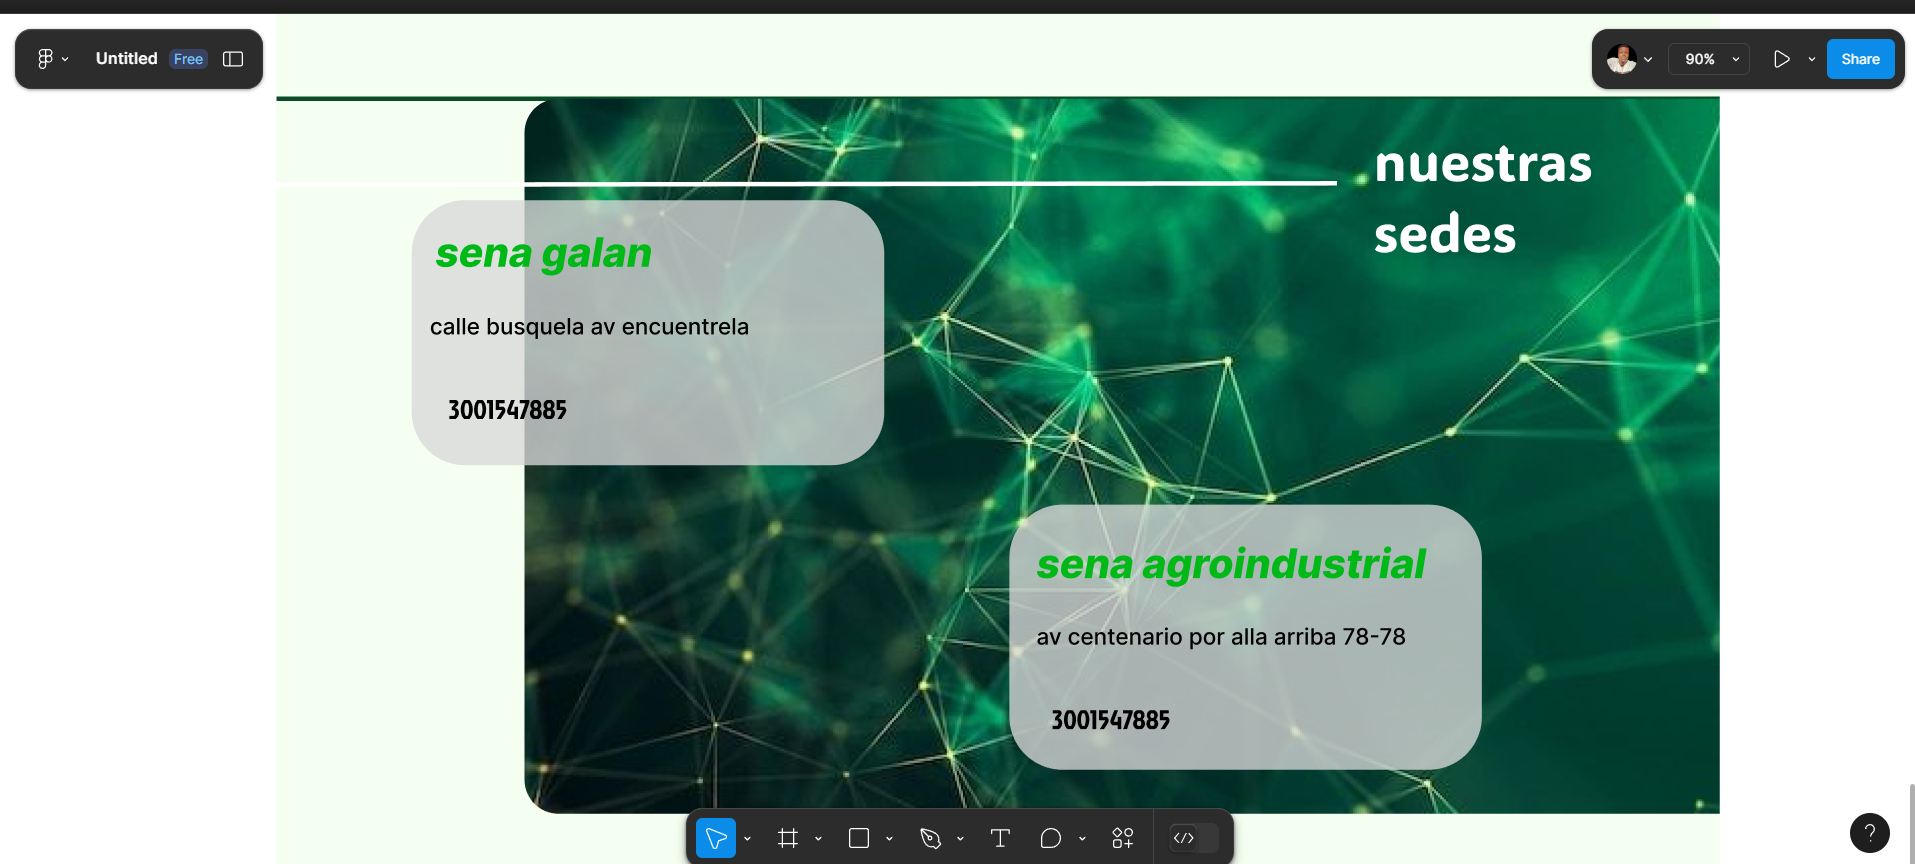 Untitled Free
90% Share
nuestras
sedes
sena galan
calle busquela av encuentrela
3001547885
sena agroindustrial
av centenario por alla arriba 78-78
3001547885